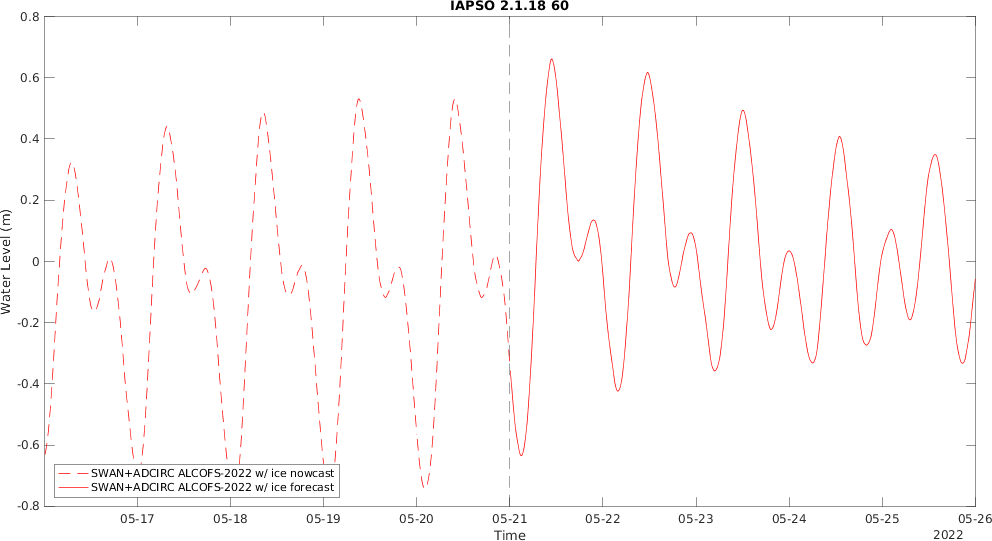 IAPSO 2.1.18 60
0.8
0.6
0.4
0.2
0
-0.2
-0.4
-0.6
-0.8
Water Level (m)
SWAN+ADCIRC ALCOFS-2022 w/ ice nowcast
SWAN+ADCIRC ALCOFS-2022 w/ ice forecast
05-17 05-18 05-19 05-20 05-21 05-22 05-23 05-24 05-25 05-26
Time
2022